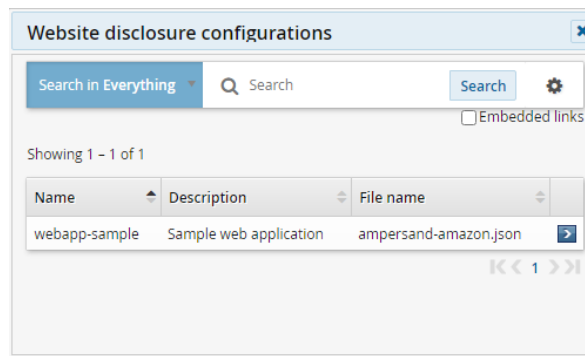 Website disclosure configurations
Search in Everything Search Search
Embedded links
Showing 1 – 1 of 1
Name Description File name
webapp-sample Sample web application ampersand-amazon.json
1